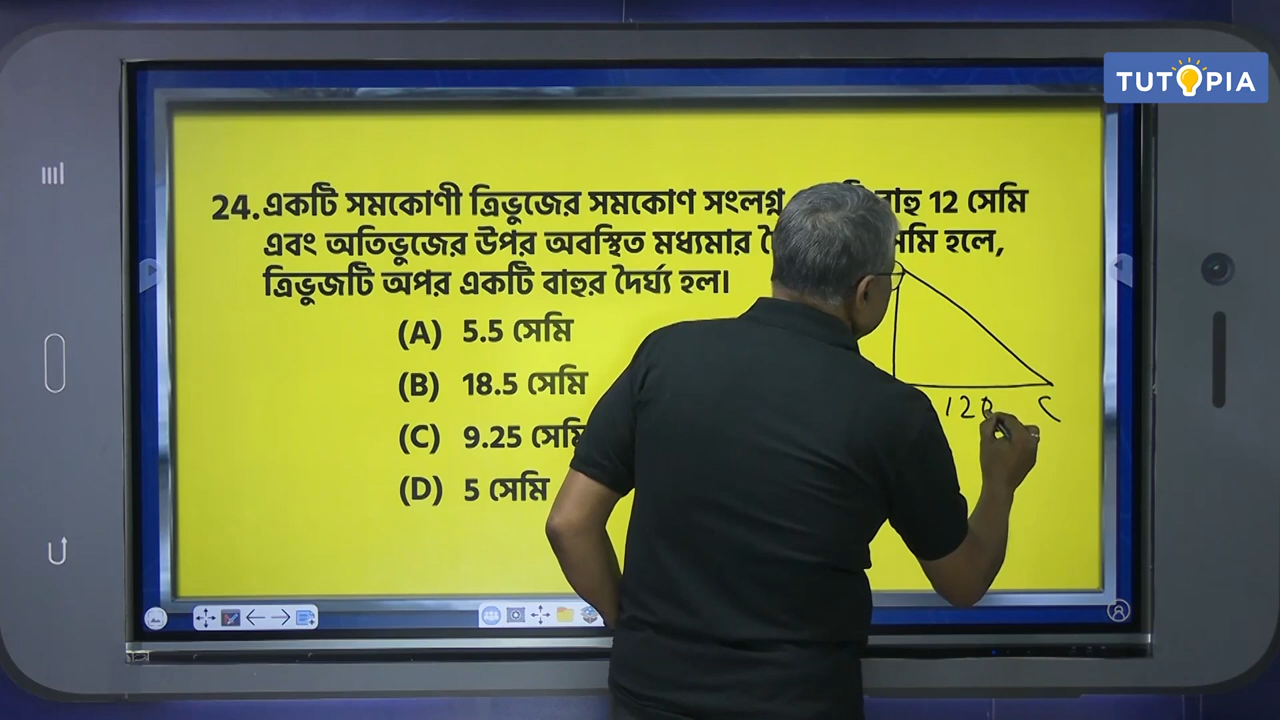 TUTOPIA
24. একটি সমকোণী ত্রিভুজের সমকোণ সংলগ্ন বাহু 12 সেমি
এবং অতিভুজের উপর অবস্থিত মধ্যমার হলে,
ত্রিভুজটি অপর একটি বাহুর দৈর্ঘ্য হল।
(A) 5.5 সেমি
(B) 18.5 সেমি
(C) 9.25 সেমি
(D) 5 সেমি
12 C